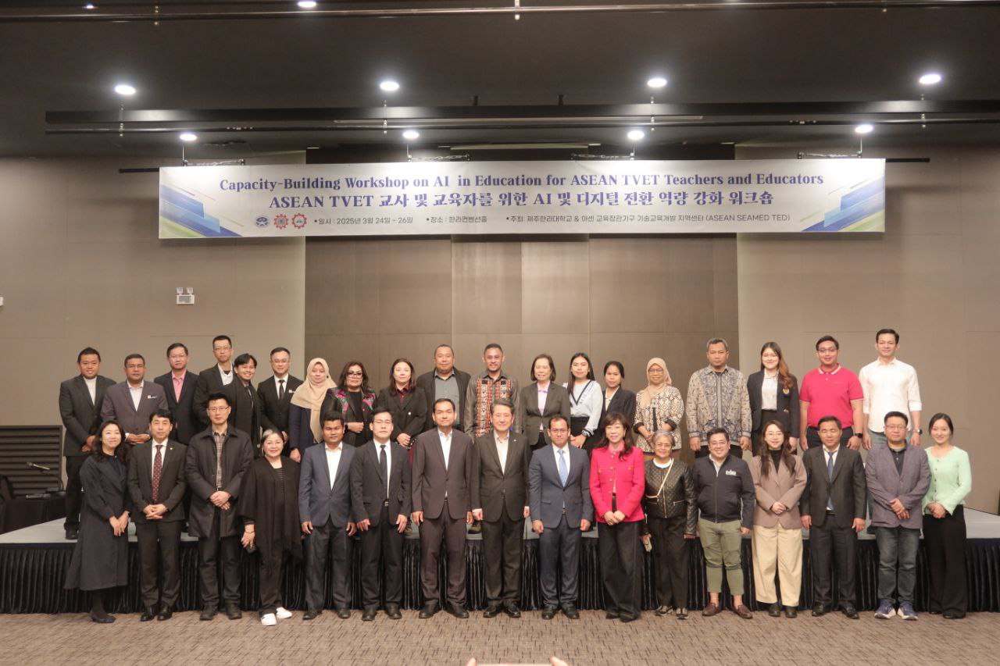 Capacity-Building Workshop on AI in Education for ASEAN TVET Teachers and Educators
ASEAN TVET 교사 및 교육자를 위한 AI 및 디지털 전환 역량 강화 워크숍
•일시 : 2025년 3월 24일 - 26일 •장소 : 한라컨벤션홀 •주최: 제주한라대학교 & 아센 교육장관기구 기술교육개발 지역센터 (ASEAN SEAMED TED)